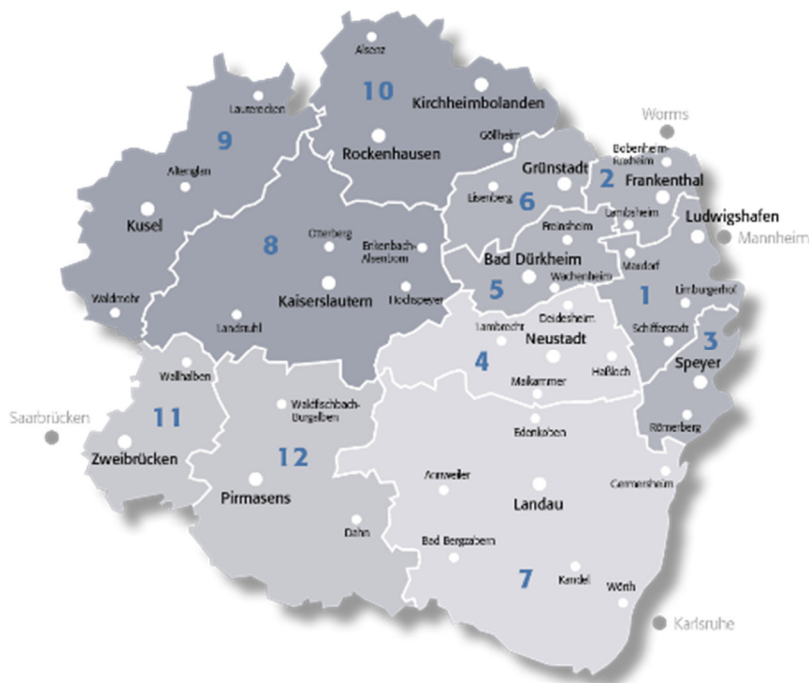 Alsenz
10
Kirchheimbolanden
Lauterecken
9
Göllheim
Rockenhausen
Worms
Altenglan
Grünstadt
Bobenheim-
Roxheim
2
Frankenthal
Eisenberg
6
Kusel
Lambsheim
Ludwigshafen
Freinsheim
Mannheim
Otterberg
8
Enkenbach-
Alsenborn
Bad Dürkheim
Maxdorf
Wachenheim
5
1
Limburgerhof
Kaiserslautern
Hochspeyer
Waldmohr
Deidesheim
Landstuhl
Lambrecht
Schifferstadt
3
Neustadt
4
Speyer
Haßloch
Wallhalben
Maikammer
Waldfischbach-
Burgalben
Saarbrücken
11
Edenkoben
Römerberg
Zweibrücken
12
Annweiler
Germersheim
Pirmasens
Landau
Dahn
Bad Bergzabern
7
Kandel
Wörth
Karlsruhe